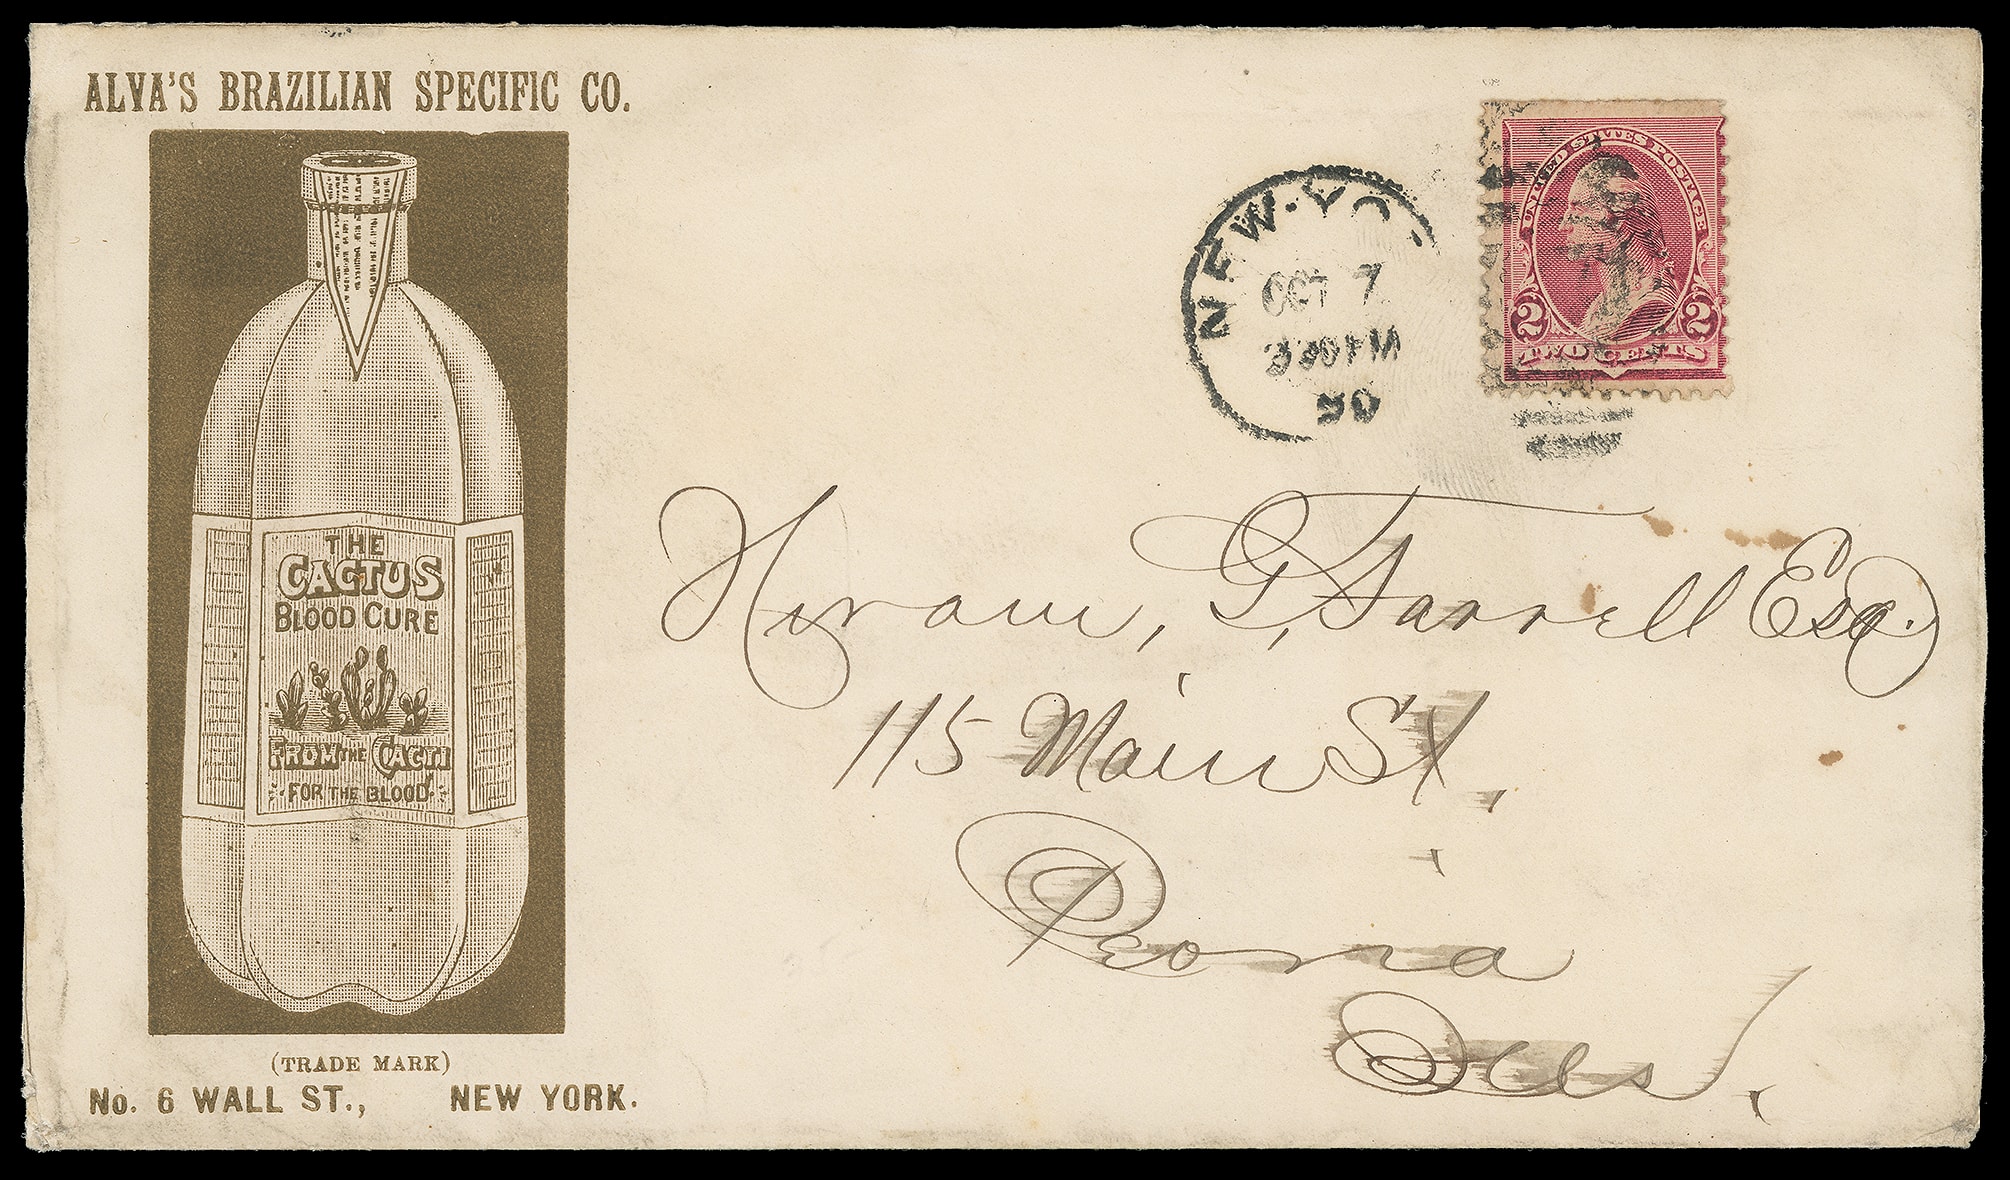 ALVA'S BRAZILIAN SPECIFIC CO.
THE
CACTUS
BLOOD CURE
FROM THE CACTI
FOR THE BLOOD
(TRADE MARK)
No. 6 WALL ST., NEW YORK.
NEW-YO
OCT 7
90
UNITED STATES POSTAGE
2 2
TWO CENTS
Hiram, G, Farrell Esq.
115 Main St,
Peoria
Ills,